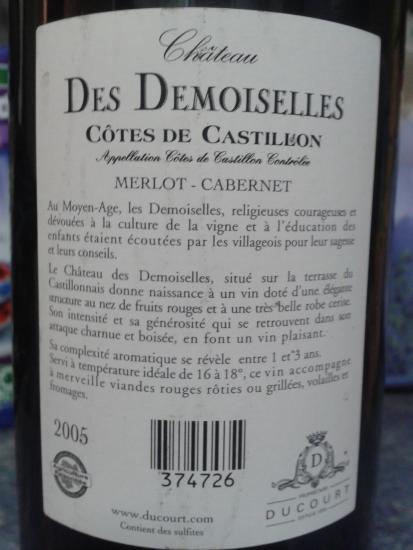 Château
DES DEMOISELLES
CÔTES DE CASTILLON
Appellation Côtes de Castillon Contrôlée
MERLOT - CABERNET
Au Moyen-Age, les Demoiselles, religieuses courageuses et
dévouées à la culture de la vigne et à l'éducation des
enfants étaient écoutées par les villageois pour leur sagesse
et leurs conseils.
Le Château des Demoiselles, situé sur la terrasse du
Castillonnais donne naissance à un vin doté d'une élégante
structure au nez de fruits rouges et à une très belle robe cerise.
Son intensité et sa générosité qui se retrouvent dans son
attaque charnue et boisée, en font un vin plaisant.
Sa complexité aromatique se révèle entre 1 et 3 ans.
Servi à température idéale de 16 à 18°, ce vin accompagne
à merveille viandes rouges rôties ou grillées, volailles et
fromages.
2005
374726
D
PROPRIÉTAIRE
DUCOURT
DEPUIS
www.ducourt.com
Contient des sulfites